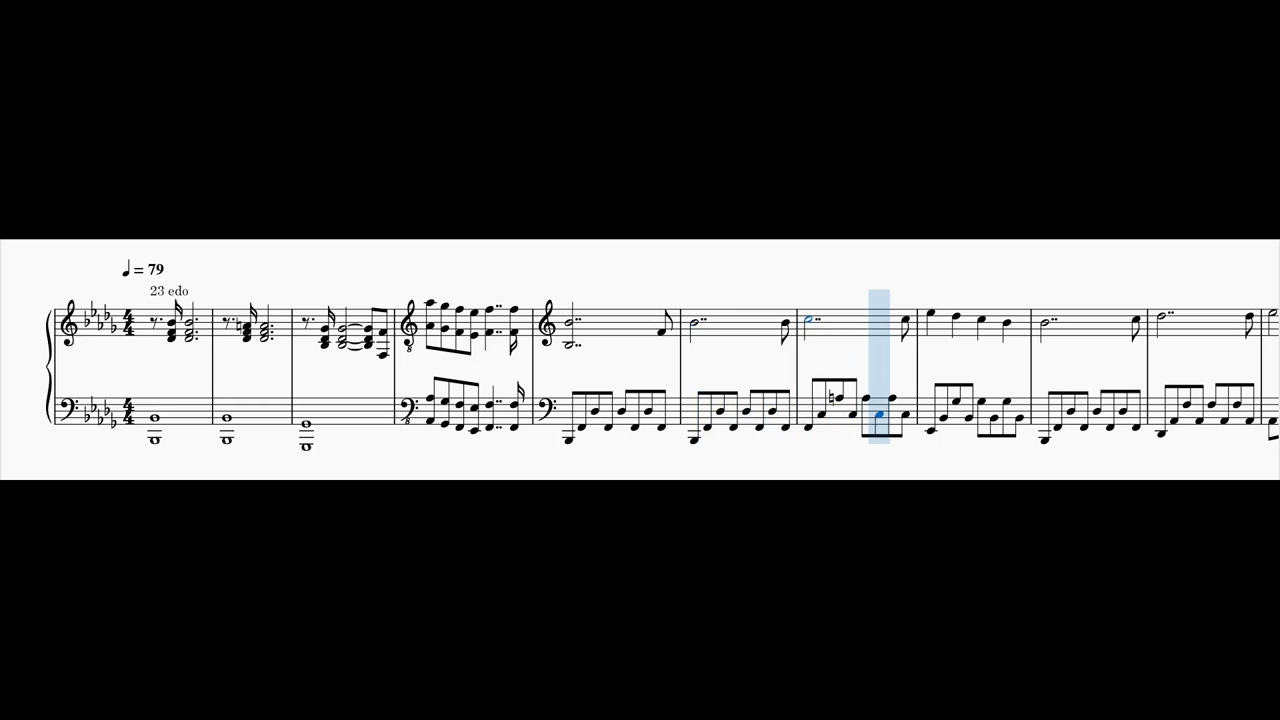 ♩ = 79
23 edo